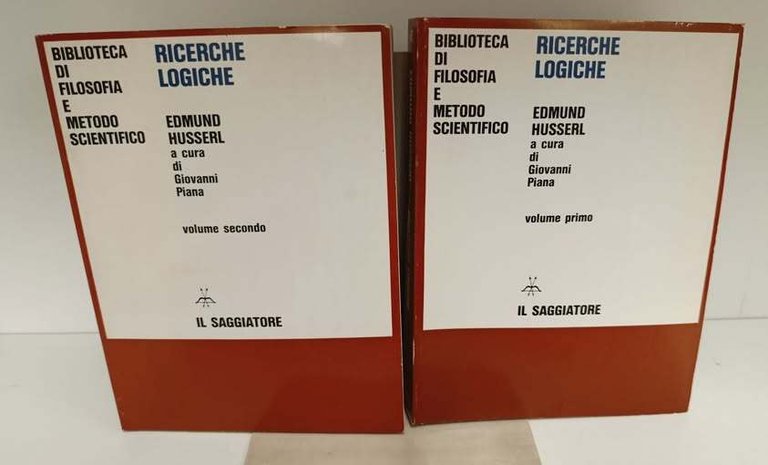 BIBLIOTECA
DI
FILOSOFIA
E
METODO
SCIENTIFICO
RICERCHE
LOGICHE
EDMUND
HUSSERL
a cura
di
Giovanni
Piana
volume secondo
IL SAGGIATORE
BIBLIOTECA
DI
FILOSOFIA
E
METODO
SCIENTIFICO
RICERCHE
LOGICHE
EDMUND
HUSSERL
a cura
di
Giovanni
Piana
volume primo
IL SAGGIATORE